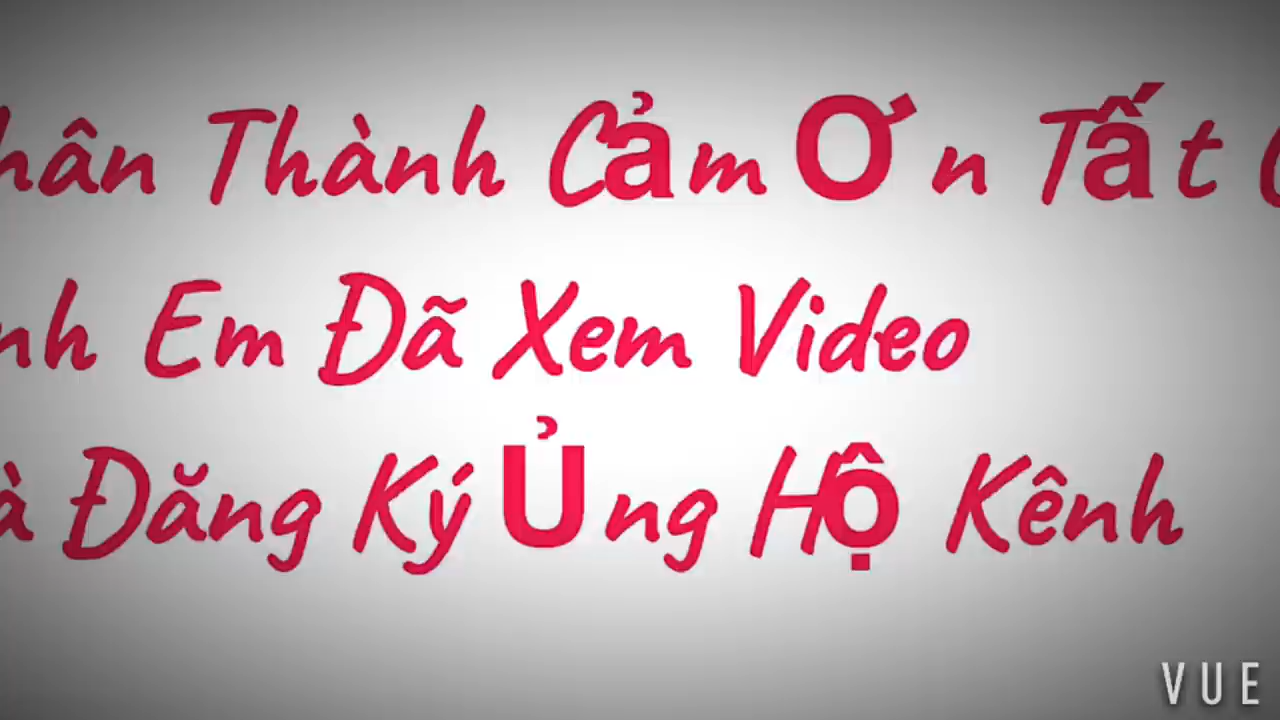 hân Thành Cảm Ơn Tất C
nh Em Đã Xem Video
à Đăng Ký Ủng Hộ Kênh
VUE